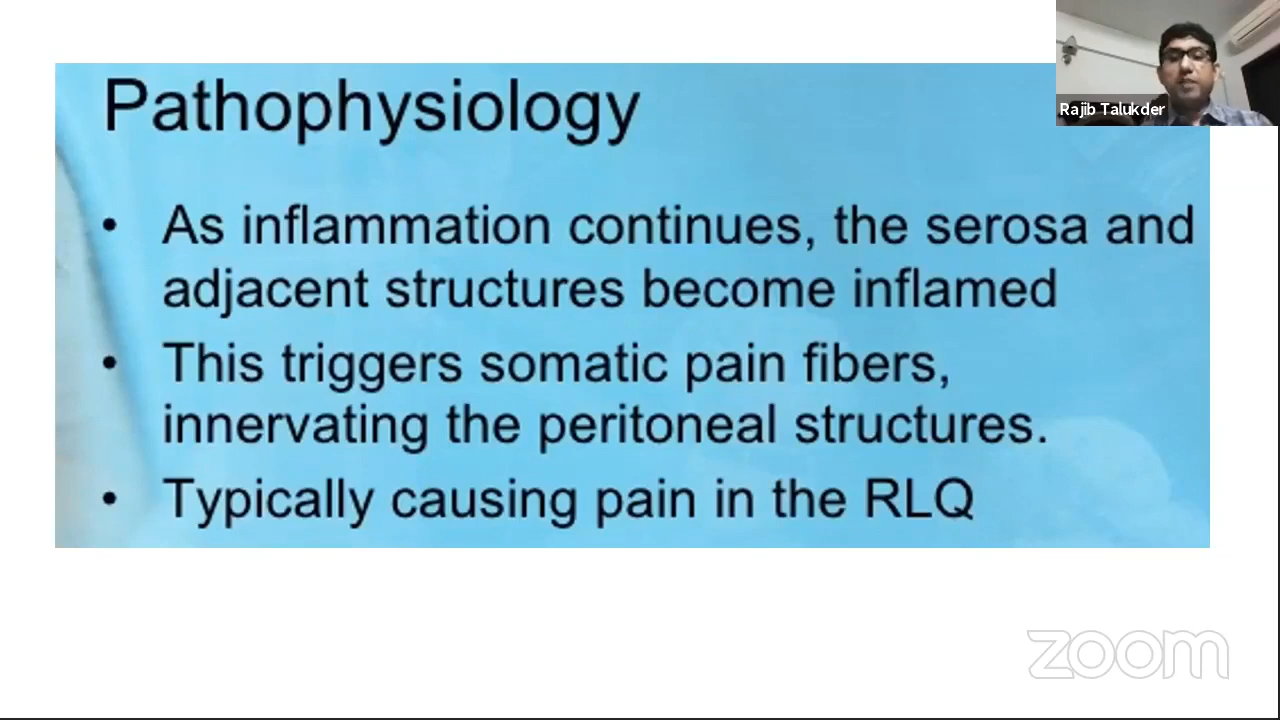 Rajib Talukder
Pathophysiology
• As inflammation continues, the serosa and
adjacent structures become inflamed
• This triggers somatic pain fibers,
innervating the peritoneal structures.
• Typically causing pain in the RLQ
zoom